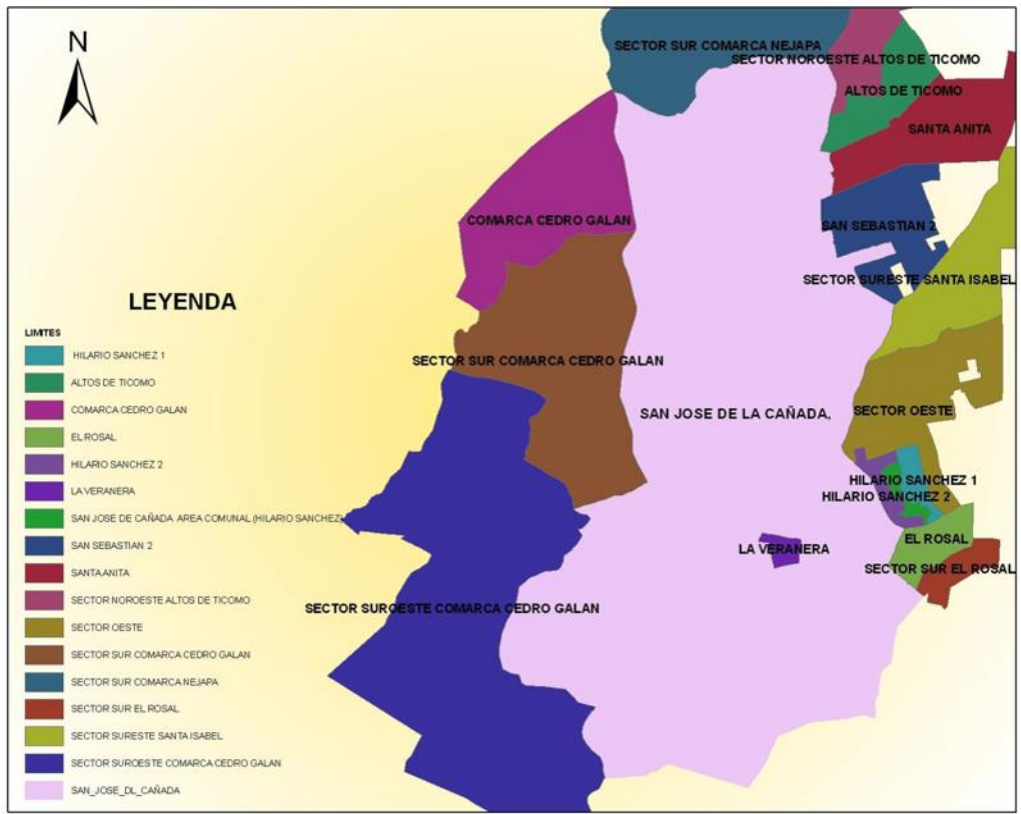 N
SECTOR SUR COMARCA NEJAPA
SECTOR NOROESTE ALTOS DE TICOMO
ALTOS DE TICOMO
SANTA ANITA
COMARCA CEDRO GALAN
SAN SEBASTIAN 2
SECTOR SURESTE SANTA ISABEL
SECTOR SUR COMARCA CEDRO GALAN
SAN JOSE DE LA CAÑADA,
SECTOR OESTE
HILARIO SANCHEZ 1
HILARIO SANCHEZ 2
EL ROSAL
LA VERANERA
SECTOR SUR EL ROSAL
SECTOR SUROESTE COMARCA CEDRO GALAN
LEYENDA
LIMITES
HILARIO SANCHEZ 1
ALTOS DE TICOMO
COMARCA CEDRO GALAN
EL ROSAL
HILARIO SANCHEZ 2
LA VERANERA
SAN JOSE DE CAÑADA AREA COMUNAL (HILARIO SANCHEZ)
SAN SEBASTIAN 2
SANTA ANITA
SECTOR NOROESTE ALTOS DE TICOMO
SECTOR OESTE
SECTOR SUR COMARCA CEDRO GALAN
SECTOR SUR COMARCA NEJAPA
SECTOR SUR EL ROSAL
SECTOR SURESTE SANTA ISABEL
SECTOR SUROESTE COMARCA CEDRO GALAN
SAN_JOSE_DL_CAÑADA